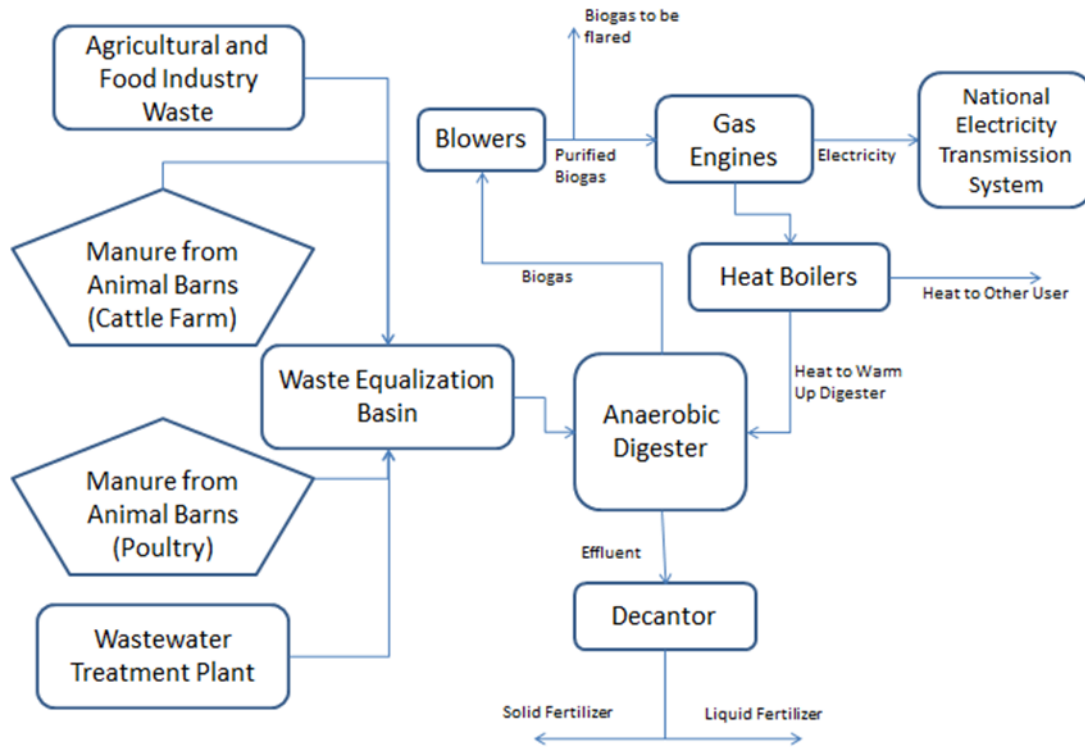 Agricultural and
Food Industry
Waste
Manure from
Animal Barns
(Cattle Farm)
Manure from
Animal Barns
(Poultry)
Wastewater
Treatment Plant
Waste Equalization
Basin
Biogas to be
flared
Blowers
Purified
Biogas
Gas
Engines
Electricity
National
Electricity
Transmission
System
Biogas
Heat Boilers
Heat to Other User
Heat to Warm
Up Digester
Anaerobic
Digester
Effluent
Decantor
Solid Fertilizer
Liquid Fertilizer